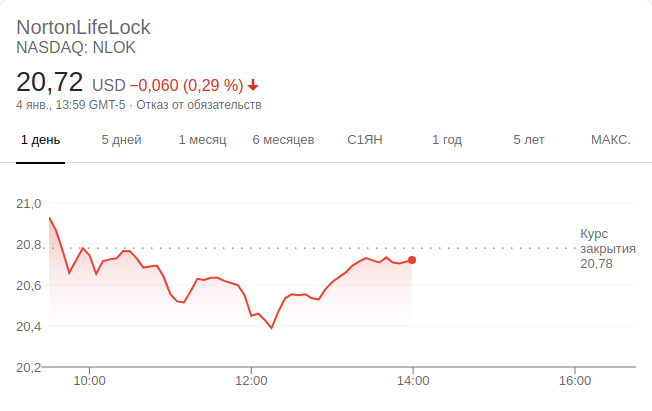 NortonLifeLock
NASDAQ: NLOK
20,72 USD −0,060 (0,29 %)
4 янв., 13:59 GMT-5 · Отказ от обязательств
1 день 5 дней 1 месяц 6 месяцев С1ЯН 1 год 5 лет МАКС.
21,0
20,8
20,6
20,4
20,2
Курс
закрытия
20,78
10:00 12:00 14:00 16:00